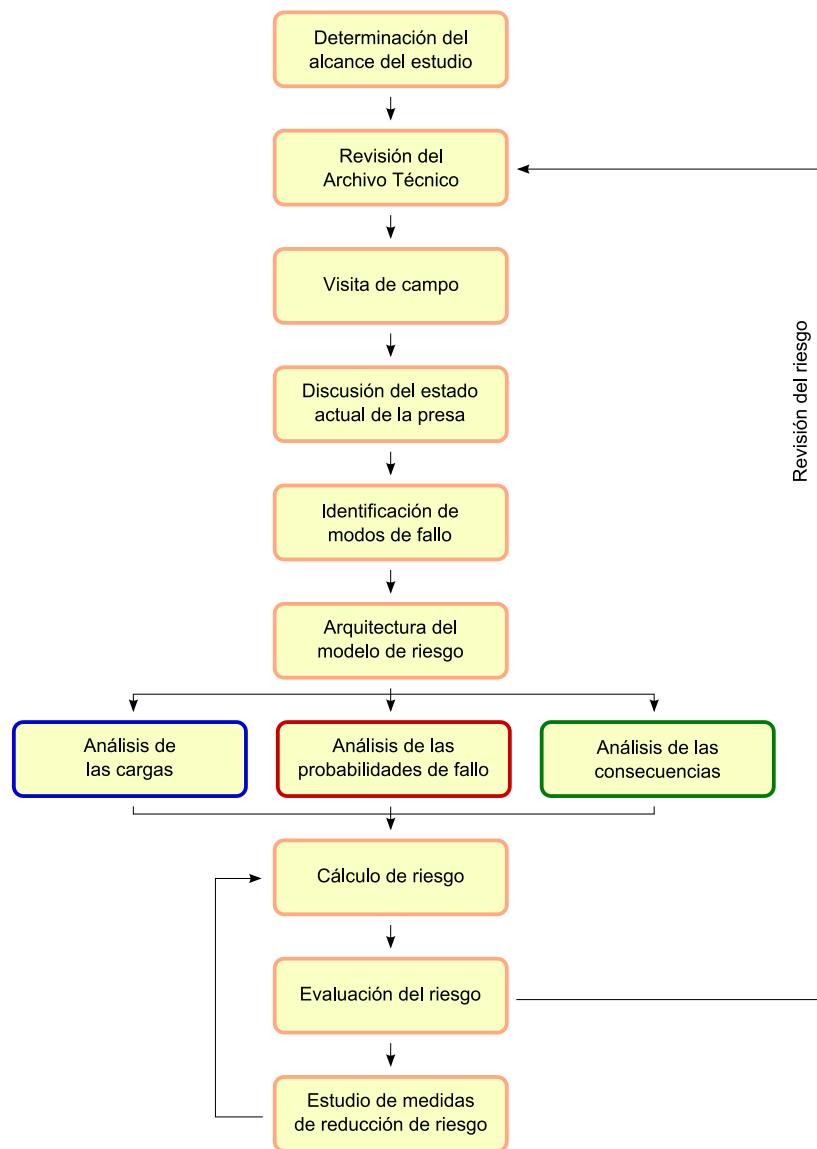 Determinación del
alcance del estudio
Revisión del
Archivo Técnico
Visita de campo
Discusión del estado
actual de la presa
Identificación de
modos de fallo
Arquitectura del
modelo de riesgo
Análisis de
las cargas
Análisis de las
probabilidades de fallo
Análisis de las
consecuencias
Cálculo de riesgo
Evaluación del riesgo
Estudio de medidas
de reducción de riesgo
Revisión del riesgo